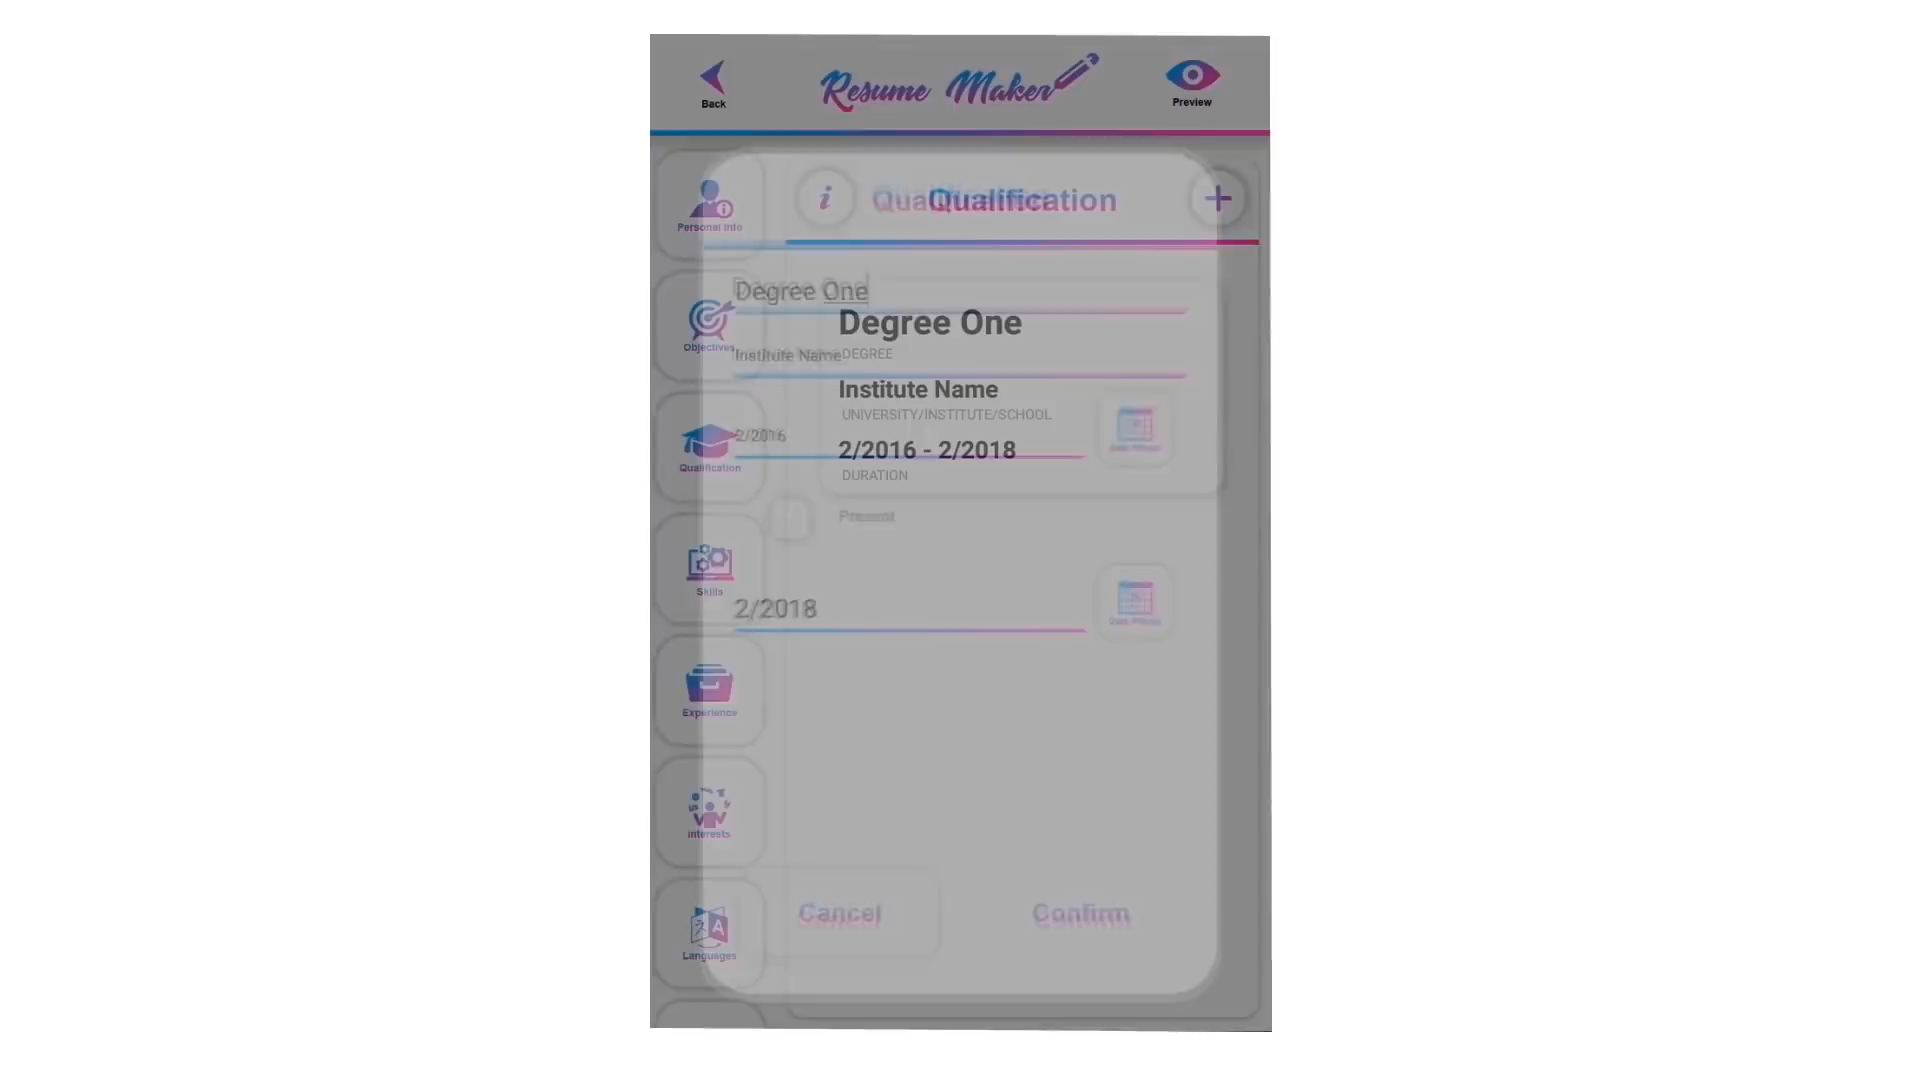 Back
Resume Maker
Preview
Personal Info
i
Qualification
Qualification
+
Degree One
Degree One
DEGREE
Objectives
Institute Name
Institute Name
UNIVERSITY/INSTITUTE/SCHOOL
2/2016
2/2016 - 2/2018
DURATION
Qualification
Present
Skills
2/2018
Experience
Interests
Cancel
Confirm
Languages